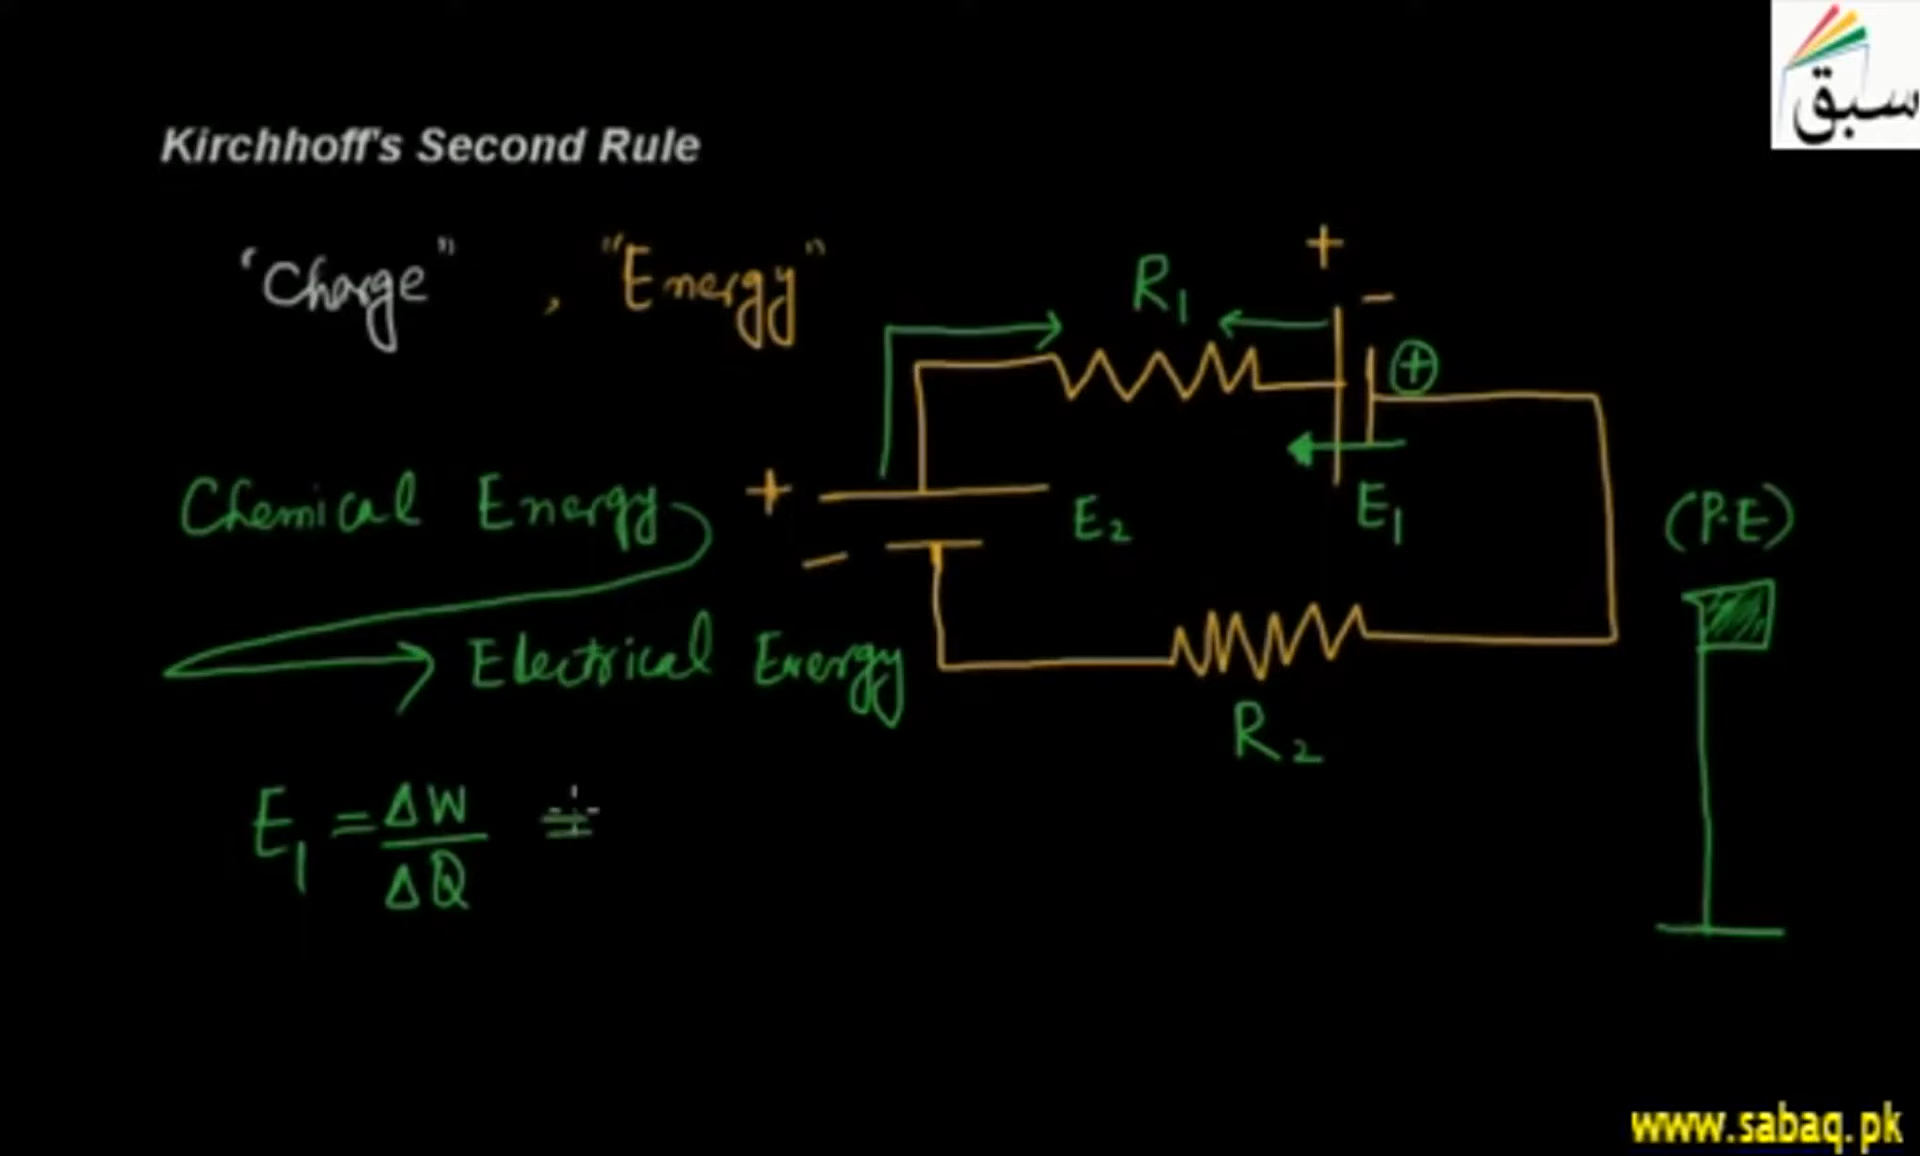 سبق
Kirchhoff's Second Rule
'Charge" , "Energy"
+
R₁
−
+
Chemical Energy
+
E₂
E₁
(P.E)
−
Electrical Energy
R₂
E₁ = ΔW/ΔQ =
www.sabaq.pk